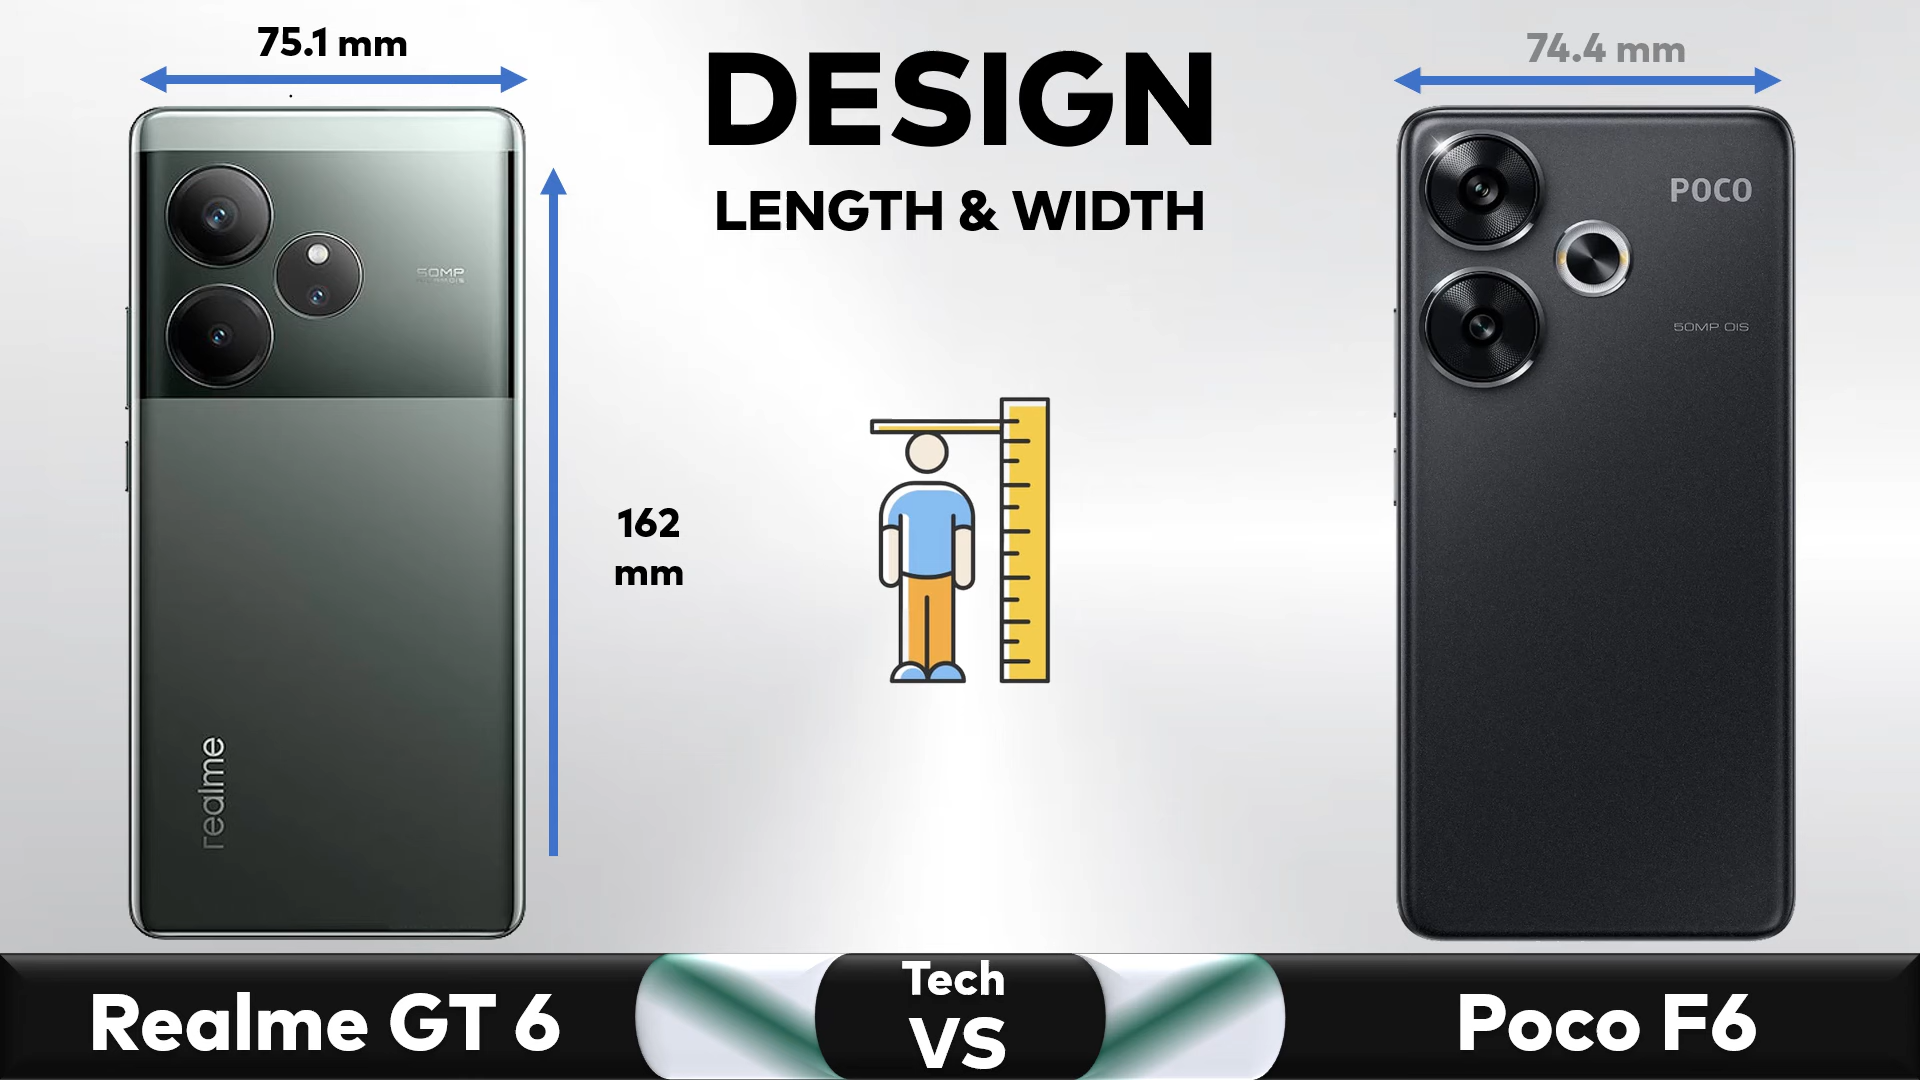 75.1 mm
DESIGN
LENGTH & WIDTH
74.4 mm
50MP
162
mm
realme
POCO
50MP OIS
Realme GT 6
Tech
VS
Poco F6